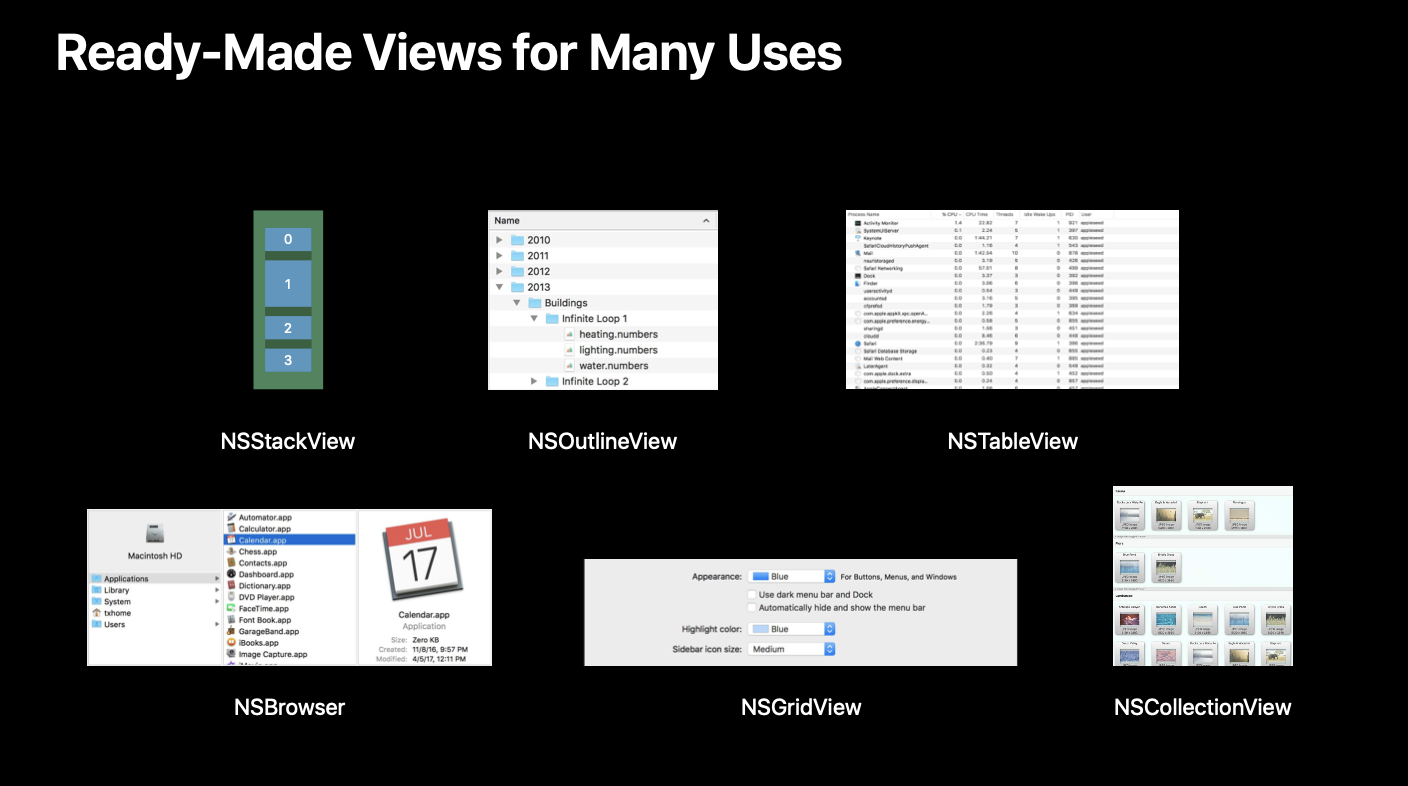 Ready-Made Views for Many Uses
0
1
2
3
NSStackView
Name
2010
2011
2012
2013
Buildings
Infinite Loop 1
heating.numbers
lighting.numbers
water.numbers
Infinite Loop 2
NSOutlineView
Process Name % CPU CPU Time Threads Idle Wake Ups PID User
Activity Monitor 1.4 22.82 7 1 921 appleseed
SystemUIServer 0.1 2.24 5 1 391 appleseed
Keynote 0.0 1:44.21 7 1 630 appleseed
SafariCloudHistoryPushAgent 0.0 1.16 4 1 543 appleseed
Mail 0.0 1:42.54 10 0 878 appleseed
nsurlstoraged 0.0 3.19 5 0 428 appleseed
Safari Networking 0.0 57.51 8 0 499 appleseed
Dock 0.0 3.37 3 0 392 appleseed
Finder 0.0 3.86 6 0 396 appleseed
useractivityd 0.0 0.54 3 0 449 appleseed
accountsd 0.0 3.16 5 0 395 appleseed
cfprefsd 0.0 1.79 3 0 389 appleseed
com.apple.appkit.xpc.openA... 0.0 2.26 4 1 634 appleseed
com.apple.preference.energy... 0.0 0.58 5 0 805 appleseed
sharingd 0.0 1.66 3 0 451 appleseed
cloudd 0.0 8.46 6 0 448 appleseed
Safari 0.0 2:35.79 9 1 396 appleseed
Safari Database Storage 0.0 0.23 4 0 655 appleseed
Mail Web Content 0.0 0.40 7 1 885 appleseed
LaterAgent 0.0 0.32 4 0 549 appleseed
com.apple.dock.extra 0.0 0.50 4 1 452 appleseed
com.apple.preference.displa... 0.0 0.24 4 0 857 appleseed
NSTableView
Macintosh HD
Applications
Library
System
txhome
Users
Automator.app
Calculator.app
Calendar.app
Chess.app
Contacts.app
Dashboard.app
Dictionary.app
DVD Player.app
FaceTime.app
Font Book.app
GarageBand.app
iBooks.app
Image Capture.app
JUL
17
Calendar.app
Application
Size: Zero KB
Created: 11/8/16, 9:57 PM
Modified: 4/5/17, 12:11 PM
NSBrowser
Appearance: Blue For Buttons, Menus, and Windows
Use dark menu bar and Dock
Automatically hide and show the menu bar
Highlight color: Blue
Sidebar icon size: Medium
NSGridView
NSCollectionView